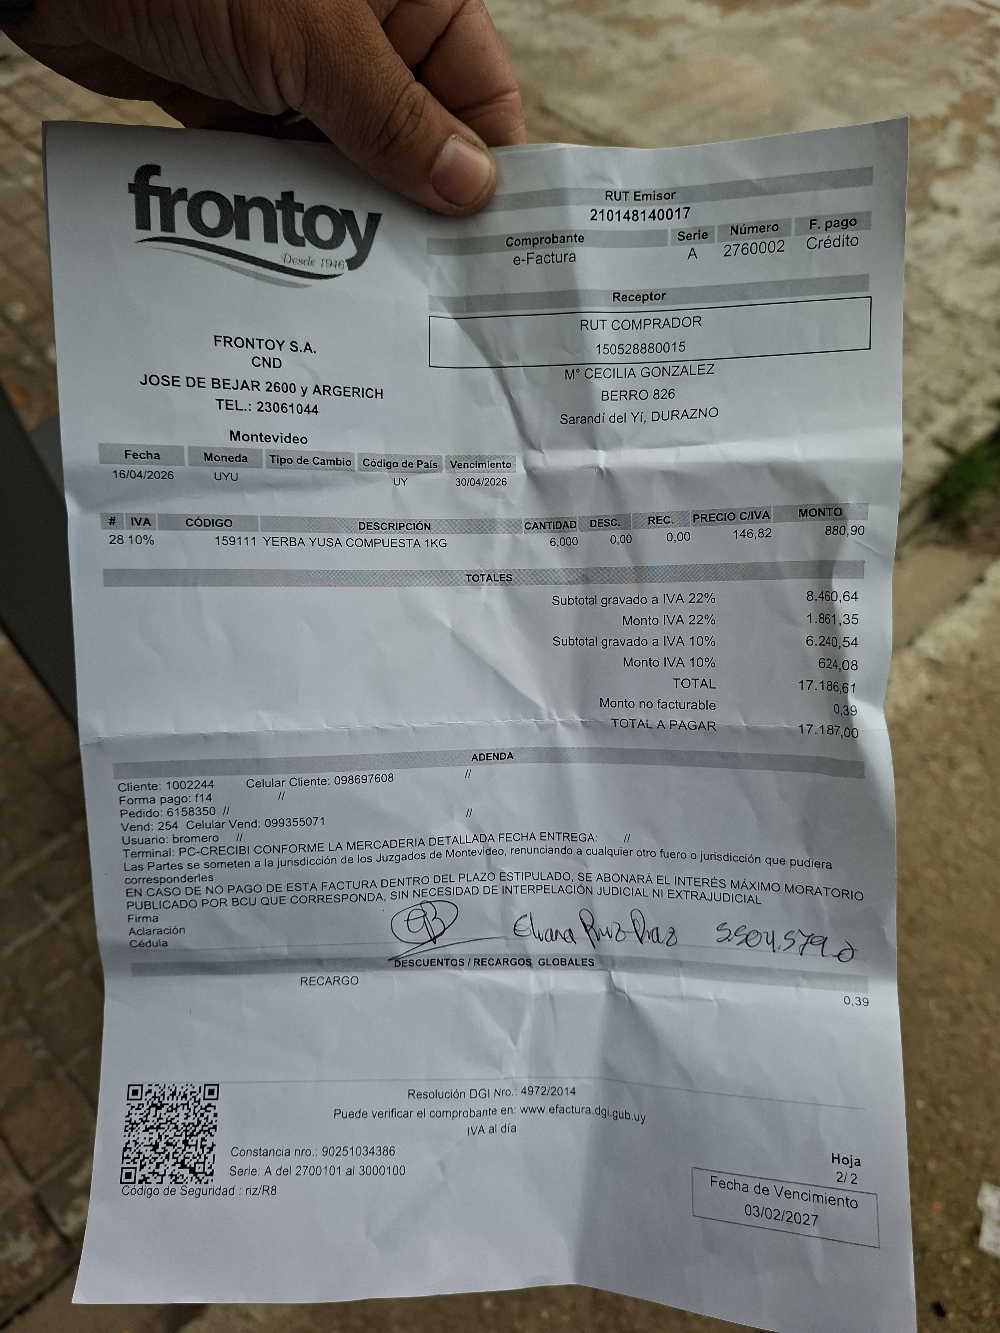 frontoy
Desde 1946
RUT Emisor
210148140017
Comprobante Serie Número F. pago
e-Factura A 2760002 Crédito
Receptor
RUT COMPRADOR
150528880015
Mº CECILIA GONZALEZ
BERRO 826
Sarandí del Yí, DURAZNO
FRONTOY S.A.
CND
JOSE DE BEJAR 2600 y ARGERICH
TEL.: 23061044
Montevideo
Fecha Moneda Tipo de Cambio Código de País Vencimiento
16/04/2026 UYU UY 30/04/2026
# IVA CÓDIGO DESCRIPCIÓN CANTIDAD DESC. REC. PRECIO C/IVA MONTO
28 10% 159111 YERBA YUSA COMPUESTA 1KG 6,000 0,00 0,00 146,82 880,90
TOTALES
Subtotal gravado a IVA 22% 8.460,64
Monto IVA 22% 1.861,35
Subtotal gravado a IVA 10% 6.240,54
Monto IVA 10% 624,08
TOTAL 17.186,61
Monto no facturable 0,39
TOTAL A PAGAR 17.187,00
ADENDA
Cliente: 1002244 Celular Cliente: 098697608 //
Forma pago: f14 //
Pedido: 6158350 // //
Vend: 254 Celular Vend: 099355071
Usuario: bromero //
Terminal: PC-CRECIBI CONFORME LA MERCADERIA DETALLADA FECHA ENTREGA: //
Las Partes se someten a la jurisdicción de los Juzgados de Montevideo, renunciando a cualquier otro fuero o jurisdicción que pudiera
corresponderles
EN CASO DE NO PAGO DE ESTA FACTURA DENTRO DEL PLAZO ESTIPULADO, SE ABONARÁ EL INTERÉS MÁXIMO MORATORIO
PUBLICADO POR BCU QUE CORRESPONDA, SIN NECESIDAD DE INTERPELACIÓN JUDICIAL NI EXTRAJUDICIAL
Firma
Aclaración
Cédula
DESCUENTOS / RECARGOS GLOBALES
RECARGO 0,39
Resolución DGI Nro.: 4972/2014
Puede verificar el comprobante en: www.efactura.dgi.gub.uy
IVA al día
Constancia nro.: 90251034386
Serie: A del 2700101 al 3000100
Código de Seguridad : riz/R8
Hoja
2/ 2
Fecha de Vencimiento
03/02/2027